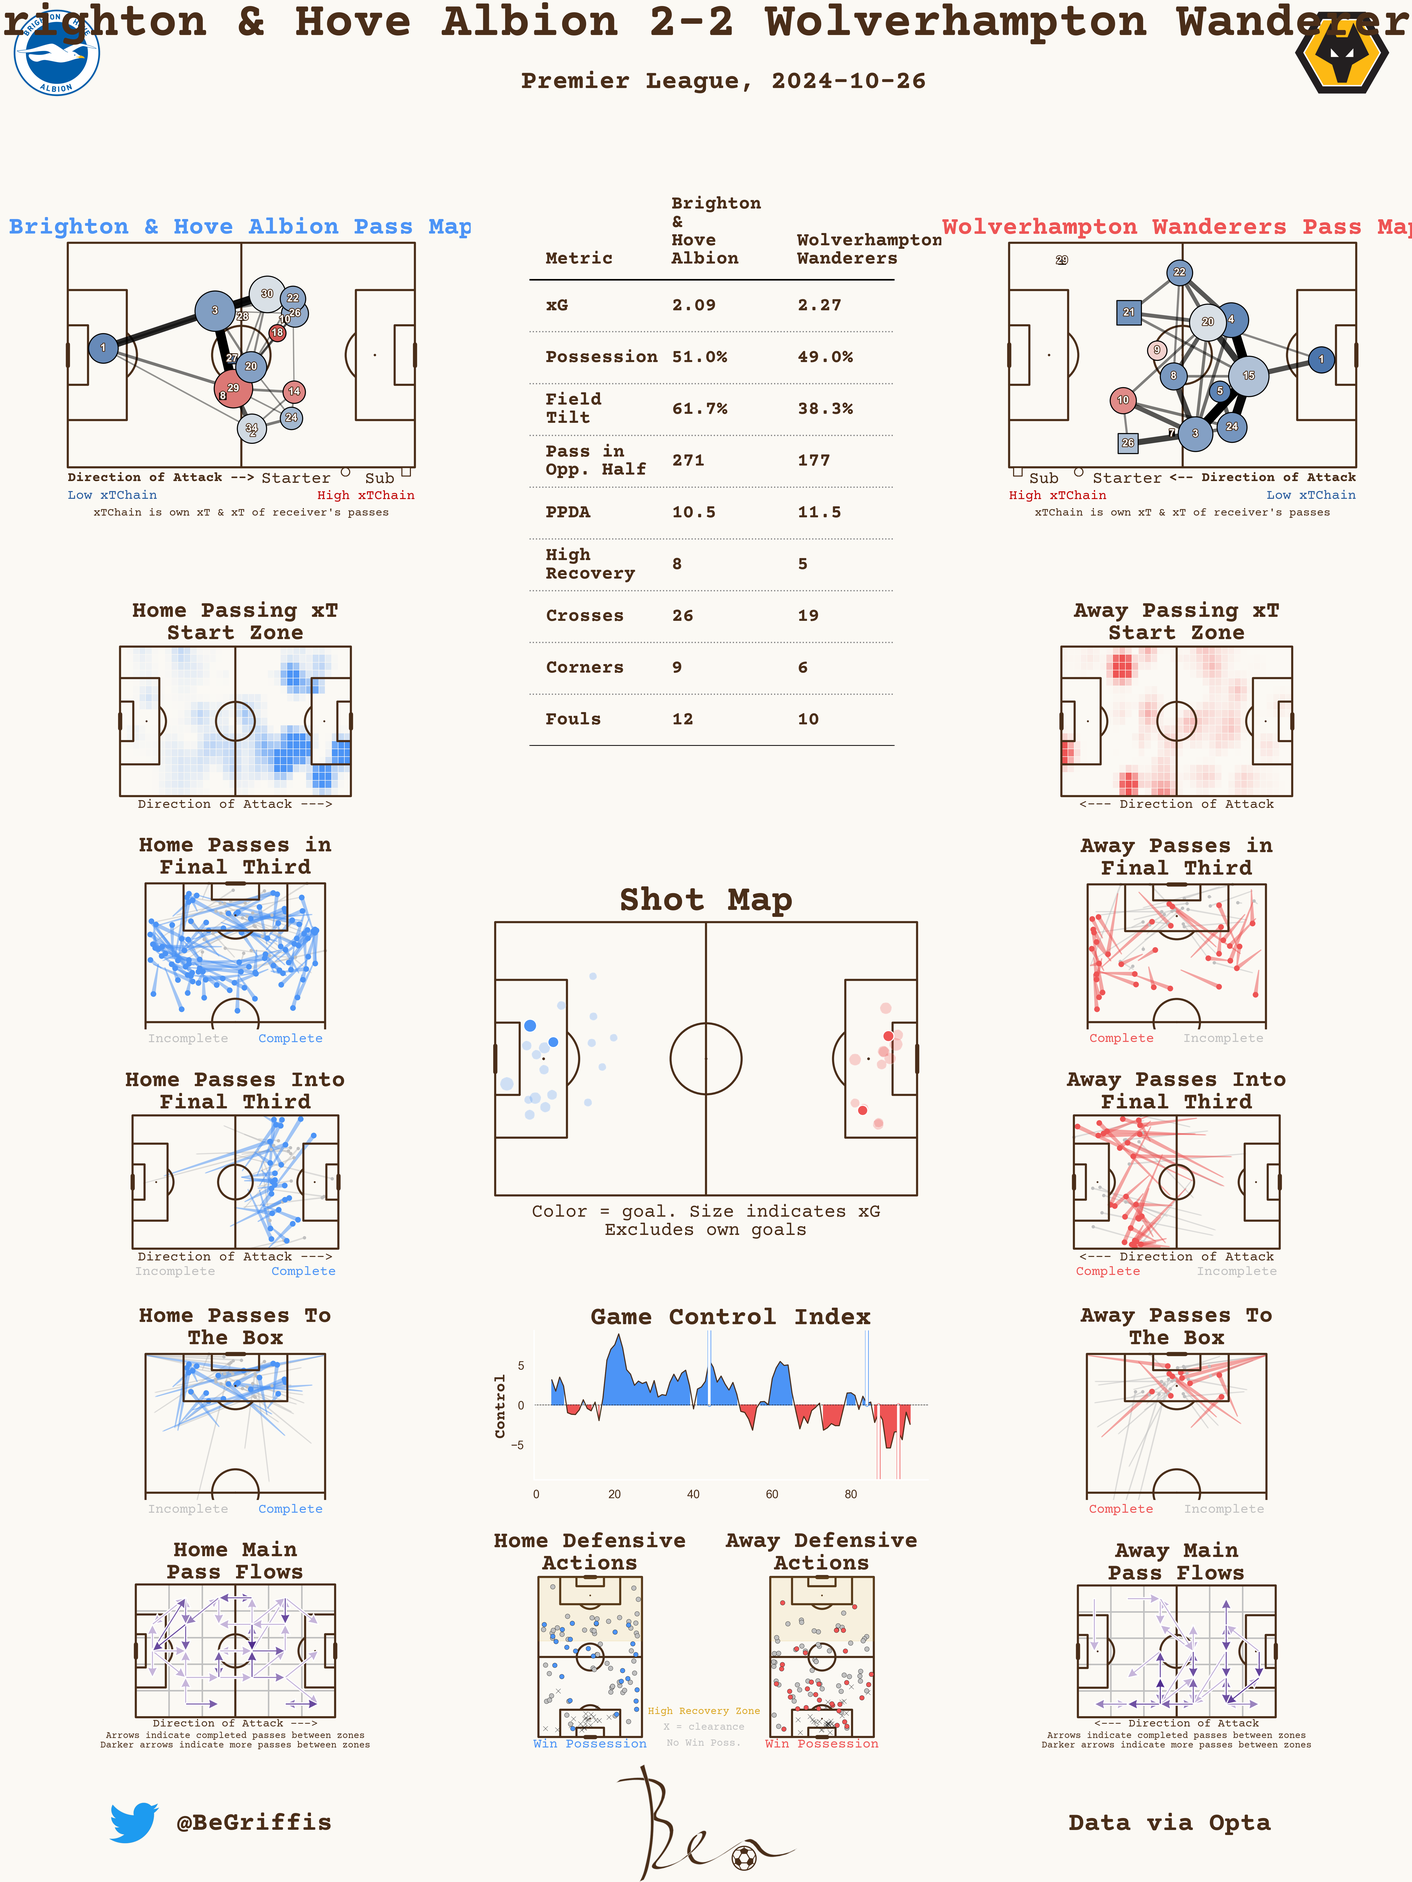 righton & Hove Albion 2-2 Wolverhampton Wanderer
BRIGHTON & HOVE
ALBION
Premier League, 2024-10-26
Brighton & Hove Albion Pass Map
1
3
30
22
26
28
10
18
27
20
29
8
14
24
34
2
Direction of Attack --> Starter Sub
Low xTChain High xTChain
xTChain is own xT & xT of receiver's passes
Metric Brighton & Hove Albion Wolverhampton Wanderers
xG 2.09 2.27
Possession 51.0% 49.0%
Field Tilt 61.7% 38.3%
Pass in Opp. Half 271 177
PPDA 10.5 11.5
High Recovery 8 5
Crosses 26 19
Corners 9 6
Fouls 12 10
Wolverhampton Wanderers Pass Map
29
22
21
20
4
9
8
15
1
5
10
7
3
24
26
Sub Starter <-- Direction of Attack
High xTChain Low xTChain
xTChain is own xT & xT of receiver's passes
Home Passing xT
Start Zone
Direction of Attack --->
Away Passing xT
Start Zone
<--- Direction of Attack
Home Passes in
Final Third
Incomplete Complete
Away Passes in
Final Third
Complete Incomplete
Shot Map
Color = goal. Size indicates xG
Excludes own goals
Home Passes Into
Final Third
Direction of Attack --->
Incomplete Complete
Away Passes Into
Final Third
<--- Direction of Attack
Complete Incomplete
Home Passes To
The Box
Incomplete Complete
Game Control Index
Control
5
0
−5
0 20 40 60 80
Away Passes To
The Box
Complete Incomplete
Home Main
Pass Flows
Direction of Attack --->
Arrows indicate completed passes between zones
Darker arrows indicate more passes between zones
Home Defensive
Actions
Win Possession
High Recovery Zone
X = clearance
No Win Poss.
Away Defensive
Actions
Win Possession
Away Main
Pass Flows
<--- Direction of Attack
Arrows indicate completed passes between zones
Darker arrows indicate more passes between zones
@BeGriffis
Ben
Data via Opta